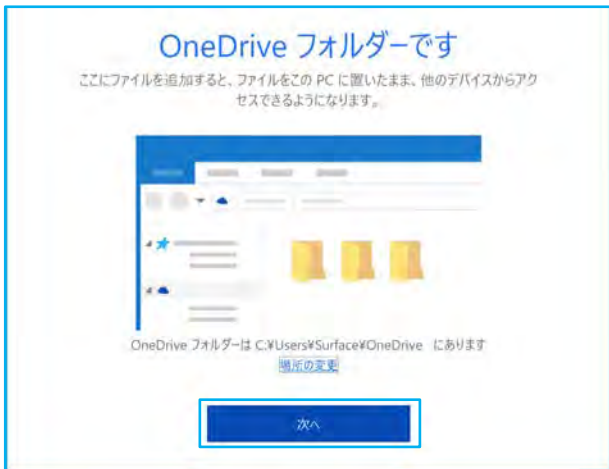 OneDrive フォルダーです
ここにファイルを追加すると、ファイルをこの PC に置いたまま、他のデバイスからアク
セスできるようになります。
OneDrive フォルダーは C:¥Users¥Surface¥OneDrive にあります
場所の変更
次へ